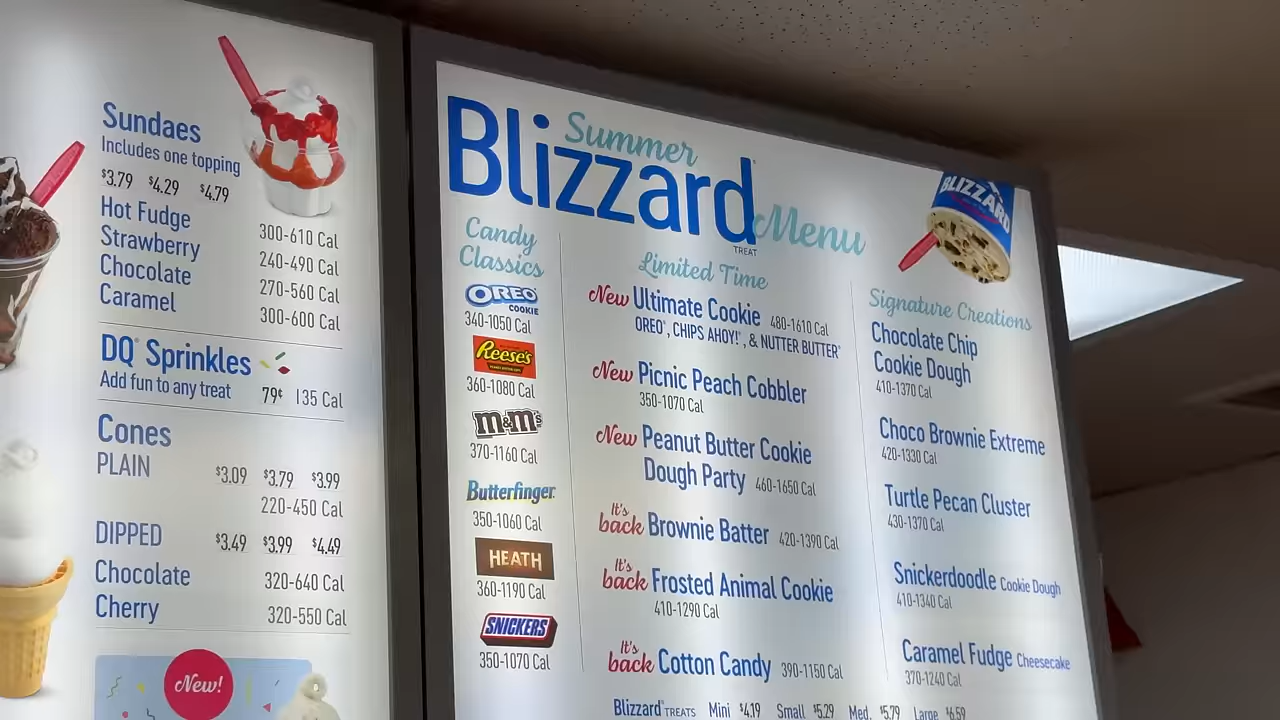 Sundaes
Includes one topping
$3.79 $4.29 $4.79
Hot Fudge 300-610 Cal
Strawberry 240-490 Cal
Chocolate 270-560 Cal
Caramel 300-600 Cal
DQ® Sprinkles
Add fun to any treat 79¢ 135 Cal
Cones
PLAIN $3.09 $3.79 $3.99
220-450 Cal
DIPPED $3.49 $3.99 $4.49
Chocolate 320-640 Cal
Cherry 320-550 Cal
New!
Summer
Blizzard®
TREAT
Menu
BLIZZARD
Candy
Classics
OREO
COOKIE
340-1050 Cal
Reese's
360-1080 Cal
m&m's
370-1160 Cal
Butterfinger
350-1060 Cal
HEATH
360-1190 Cal
SNICKERS
350-1070 Cal
Limited Time
New Ultimate Cookie 480-1610 Cal
OREO®, CHIPS AHOY!®, & NUTTER BUTTER®
New Picnic Peach Cobbler
350-1070 Cal
New Peanut Butter Cookie
Dough Party 460-1650 Cal
It's
back Brownie Batter 420-1390 Cal
It's
back Frosted Animal Cookie
410-1290 Cal
It's
back Cotton Candy 390-1150 Cal
Signature Creations
Chocolate Chip
Cookie Dough
410-1370 Cal
Choco Brownie Extreme
420-1330 Cal
Turtle Pecan Cluster
430-1370 Cal
Snickerdoodle Cookie Dough
410-1340 Cal
Caramel Fudge Cheesecake
370-1240 Cal
Blizzard® TREATS Mini $4.19 Small $5.29 Med. $5.79 Large $6.59